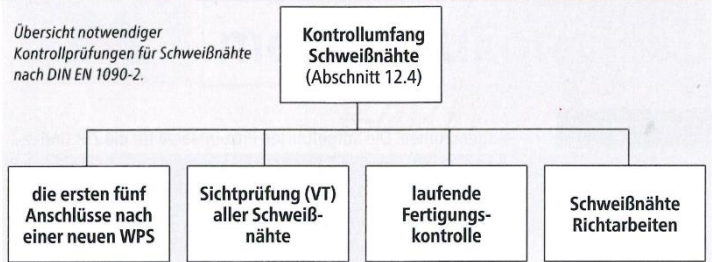 Übersicht notwendiger
Kontrollprüfungen für Schweißnähte
nach DIN EN 1090-2.
Kontrollumfang
Schweißnähte
(Abschnitt 12.4)
die ersten fünf
Anschlüsse nach
einer neuen WPS
Sichtprüfung (VT)
aller Schweiß-
nähte
laufende
Fertigungs-
kontrolle
Schweißnähte
Richtarbeiten